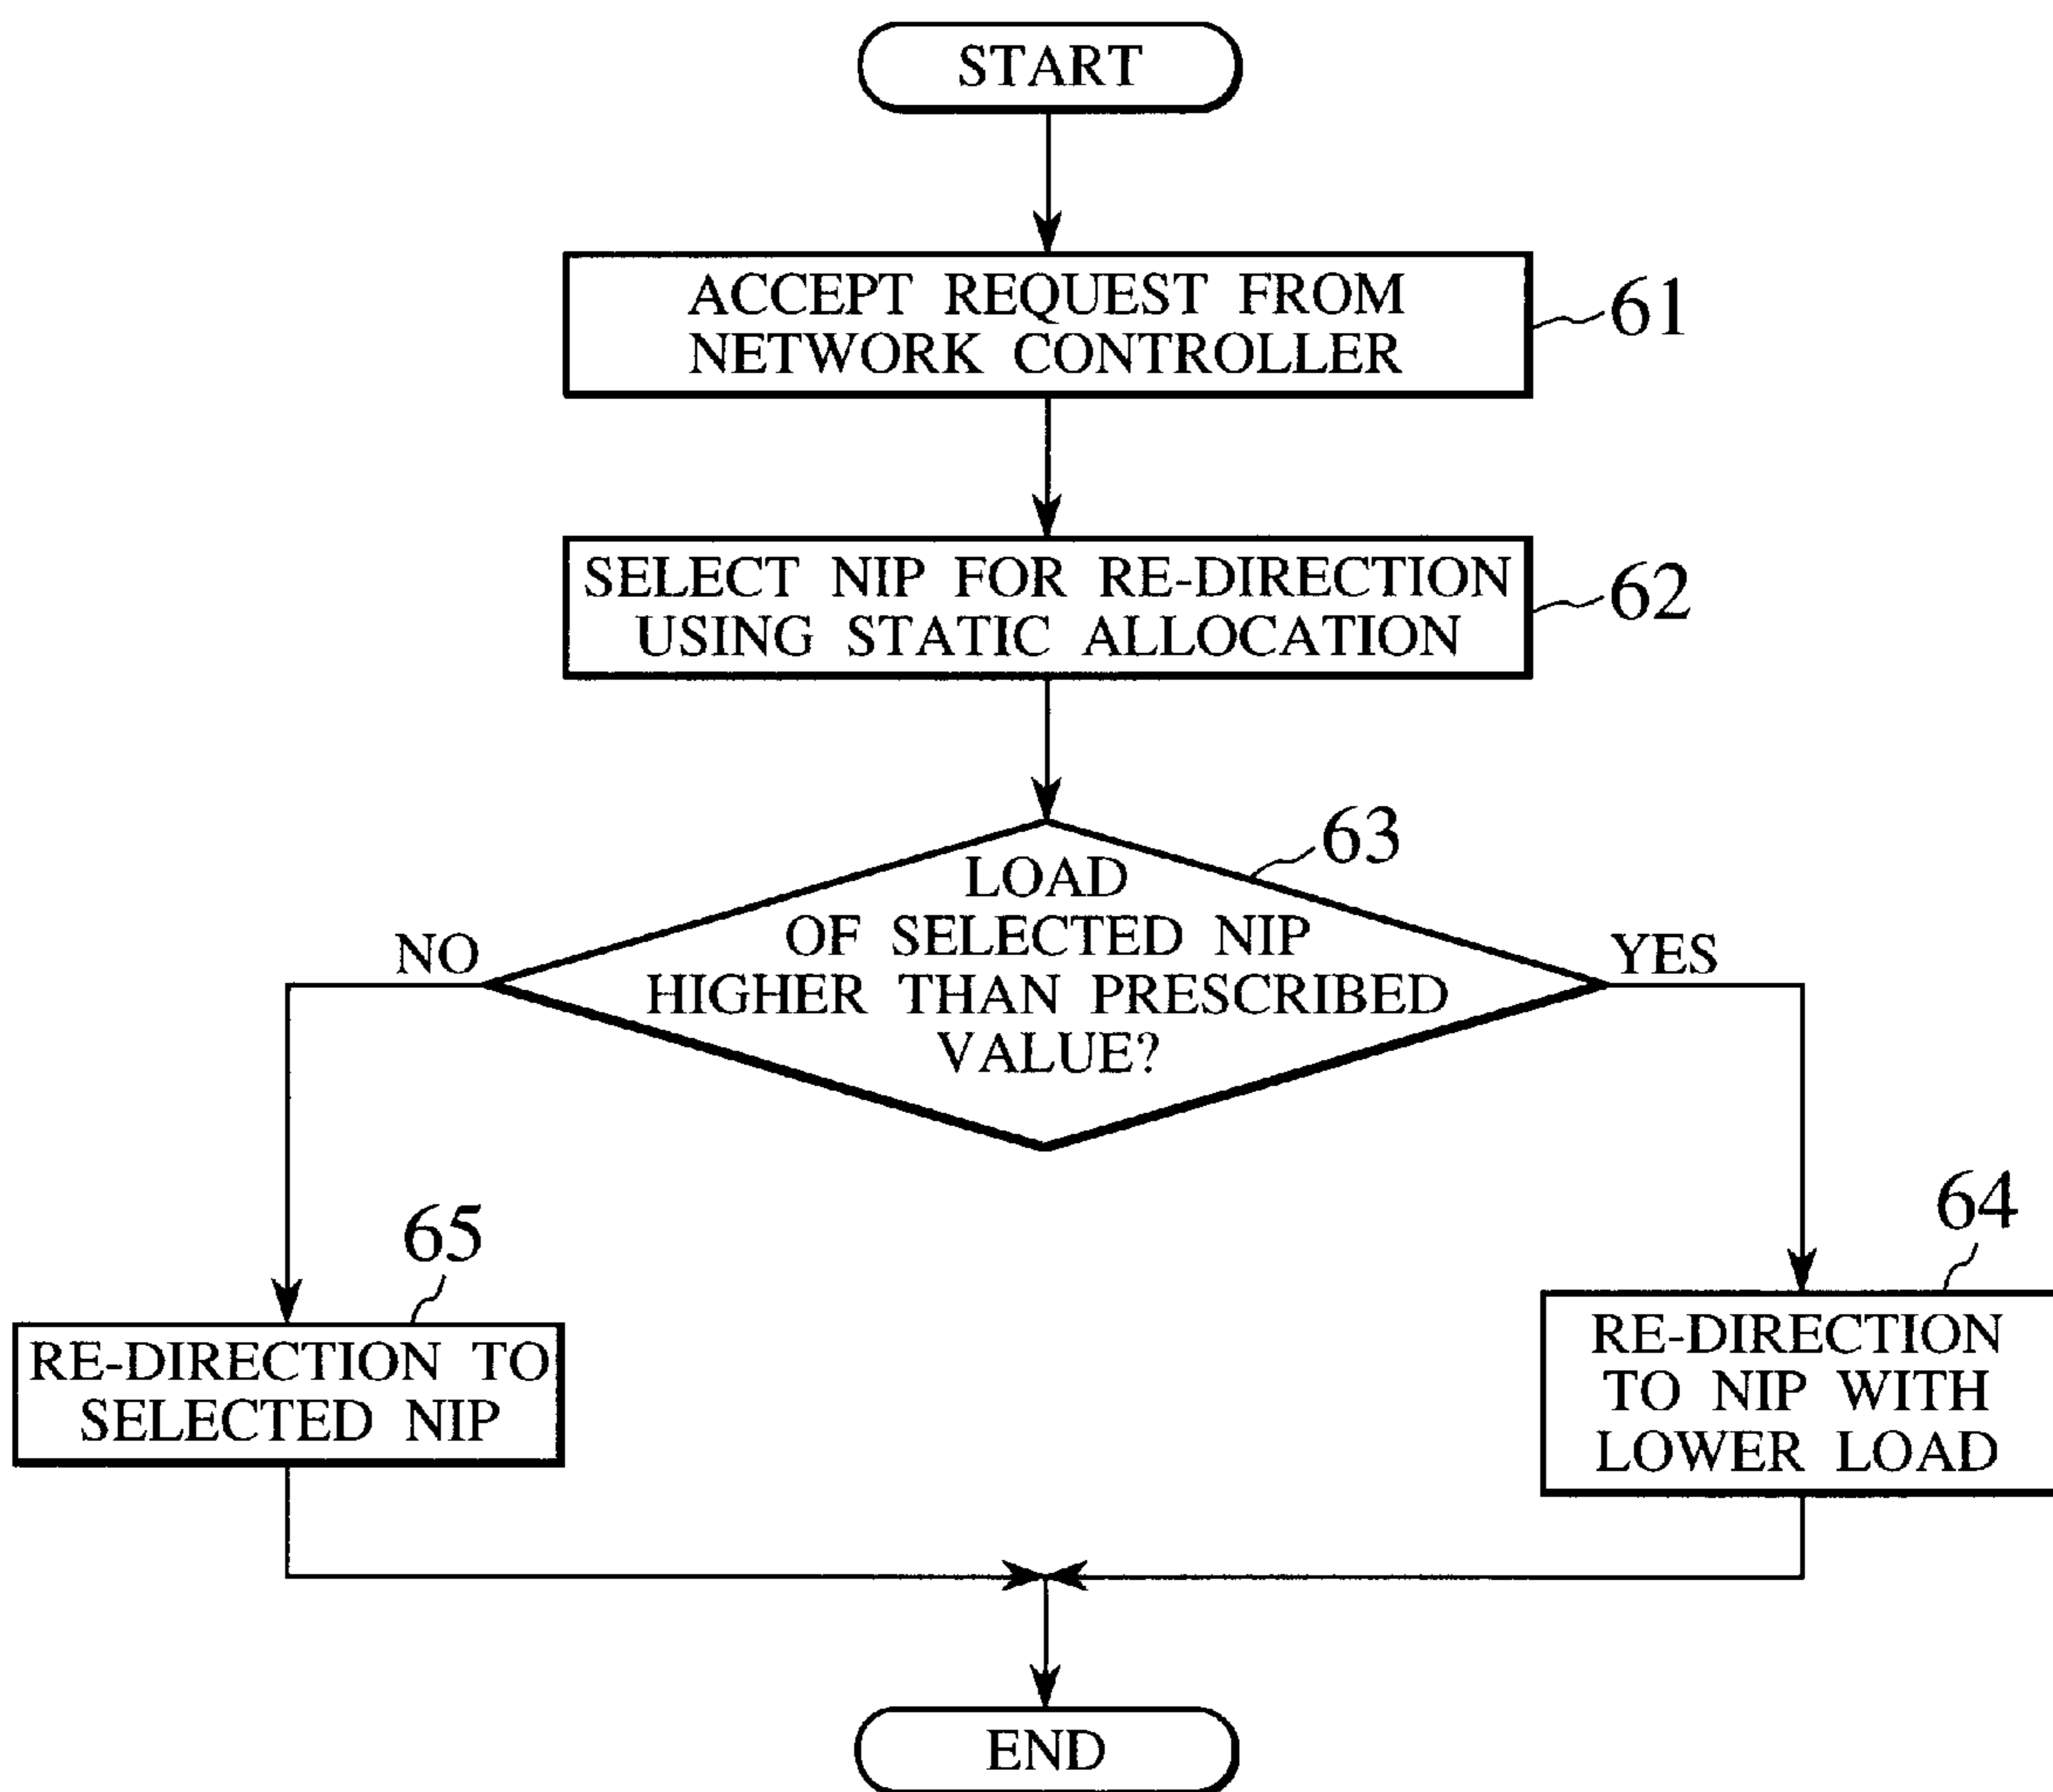 START
ACCEPT REQUEST FROM
NETWORK CONTROLLER
61
SELECT NIP FOR RE-DIRECTION
USING STATIC ALLOCATION
62
63
LOAD
OF SELECTED NIP
HIGHER THAN PRESCRIBED
VALUE?
NO
YES
65
RE-DIRECTION TO
SELECTED NIP
64
RE-DIRECTION
TO NIP WITH
LOWER LOAD
END